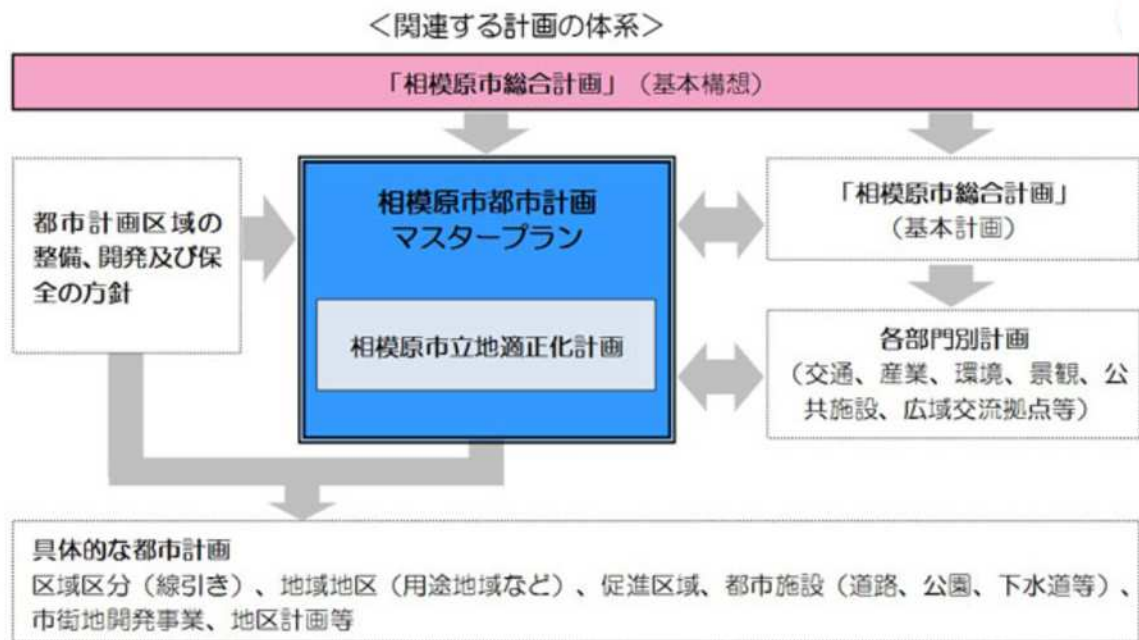 ＜関連する計画の体系＞
「相模原市総合計画」（基本構想）
都市計画区域の
整備、開発及び保
全の方針
相模原市都市計画
マスタープラン
相模原市立地適正化計画
「相模原市総合計画」
（基本計画）
各部門別計画
（交通、産業、環境、景観、公
共施設、広域交流拠点等）
具体的な都市計画
区域区分（線引き）、地域地区（用途地域など）、促進区域、都市施設（道路、公園、下水道等）、
市街地開発事業、地区計画等